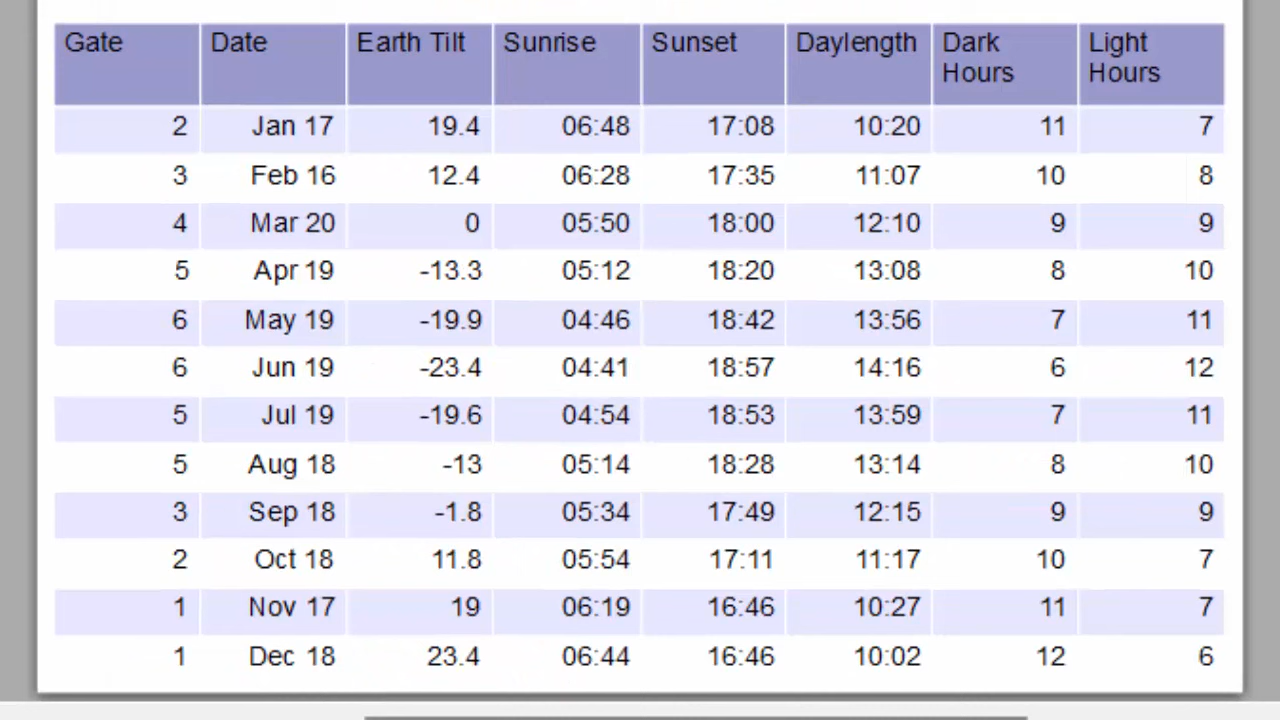 Gate Date Earth Tilt Sunrise Sunset Daylength Dark Hours Light Hours
2 Jan 17 19.4 06:48 17:08 10:20 11 7
3 Feb 16 12.4 06:28 17:35 11:07 10 8
4 Mar 20 0 05:50 18:00 12:10 9 9
5 Apr 19 -13.3 05:12 18:20 13:08 8 10
6 May 19 -19.9 04:46 18:42 13:56 7 11
6 Jun 19 -23.4 04:41 18:57 14:16 6 12
5 Jul 19 -19.6 04:54 18:53 13:59 7 11
5 Aug 18 -13 05:14 18:28 13:14 8 10
3 Sep 18 -1.8 05:34 17:49 12:15 9 9
2 Oct 18 11.8 05:54 17:11 11:17 10 7
1 Nov 17 19 06:19 16:46 10:27 11 7
1 Dec 18 23.4 06:44 16:46 10:02 12 6